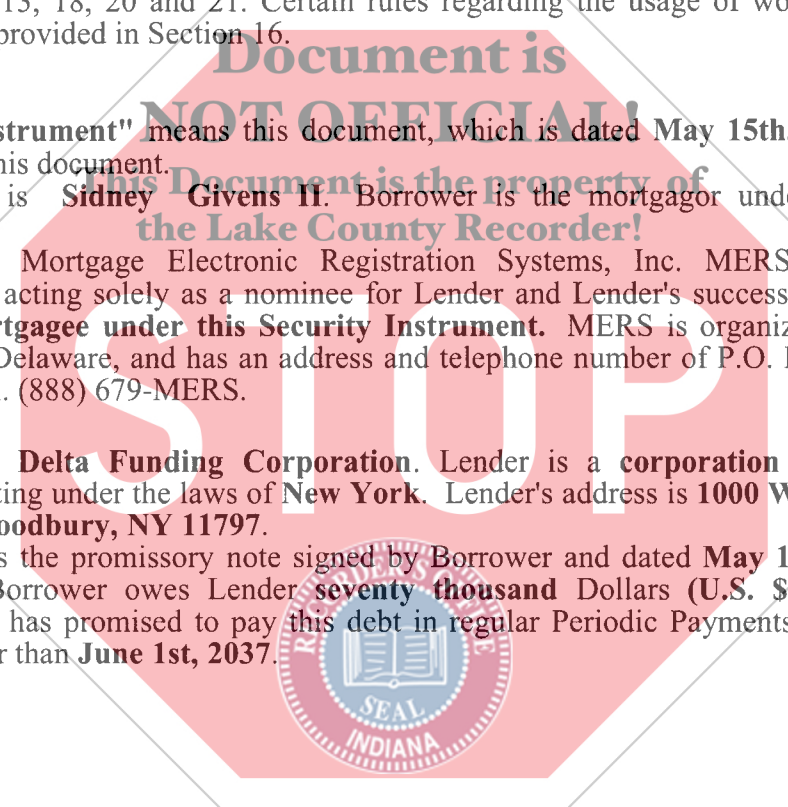 13, 18, 20 and 21. Certain rules regarding the usage of wo
provided in Section 16.
Document is
NOT OFFICIAL!
strument" means this document, which is dated May 15th
his document.
This Document is the property of
is Sidney Givens II. Borrower is the mortgagor und
the Lake County Recorder!
Mortgage Electronic Registration Systems, Inc. MERS
acting solely as a nominee for Lender and Lender's success
rtgagee under this Security Instrument. MERS is organiz
Delaware, and has an address and telephone number of P.O.
. (888) 679-MERS.
STOP
Delta Funding Corporation. Lender is a corporation
ting under the laws of New York. Lender's address is 1000 W
oodbury, NY 11797.
s the promissory note signed by Borrower and dated May 1
Borrower owes Lender seventy thousand Dollars (U.S. $
has promised to pay this debt in regular Periodic Payments
r than June 1st, 2037.
RECORDER'S OFFICE
SEAL
INDIANA